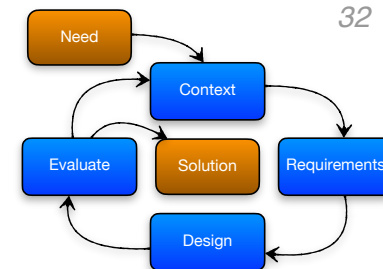 32
Need
Context
Evaluate
Solution
Requirements
Design